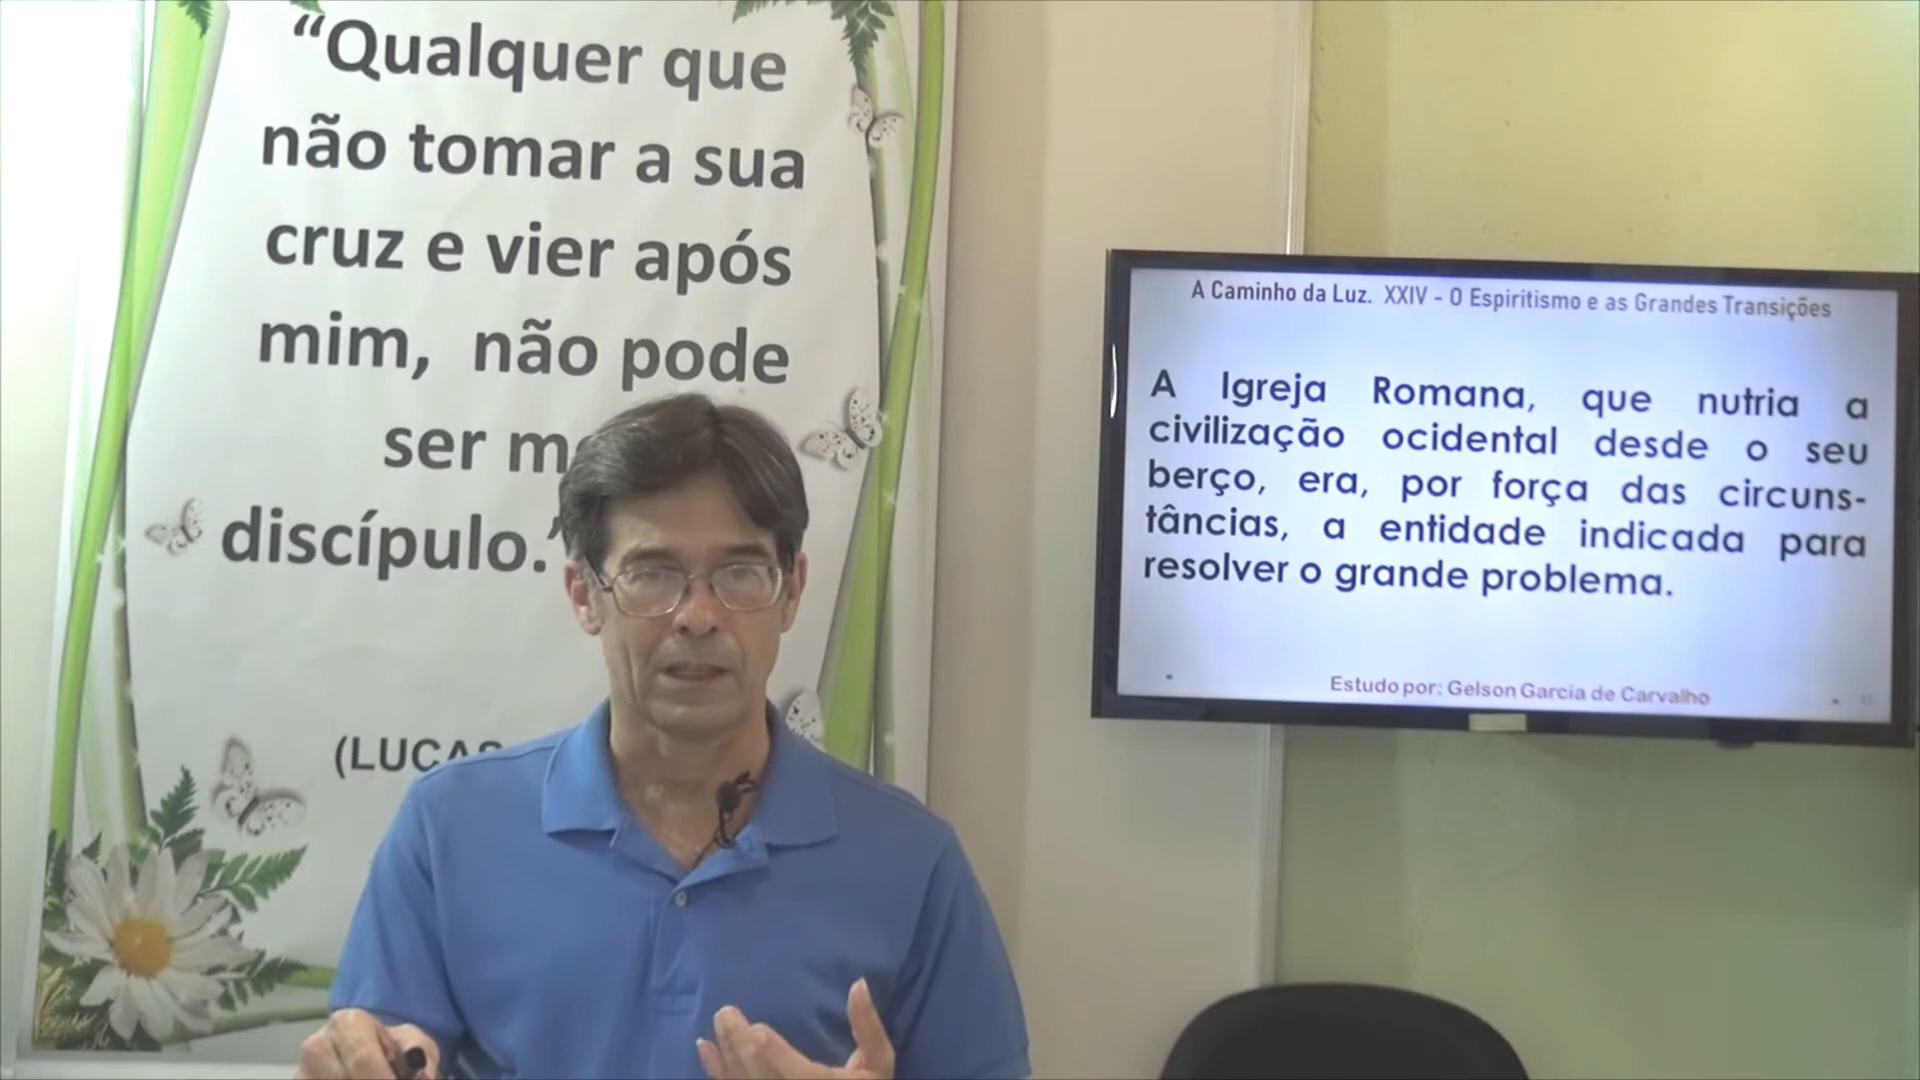 “Qualquer que
não tomar a sua
cruz e vier após
mim, não pode
ser
discípulo.”
A Caminho da Luz. XXIV - O Espiritismo e as Grandes Transições
A Igreja Romana, que nutria a
civilização ocidental desde o seu
berço, era, por força das circuns-
tâncias, a entidade indicada para
resolver o grande problema.
Estudo por: Gelson Garcia de Carvalho